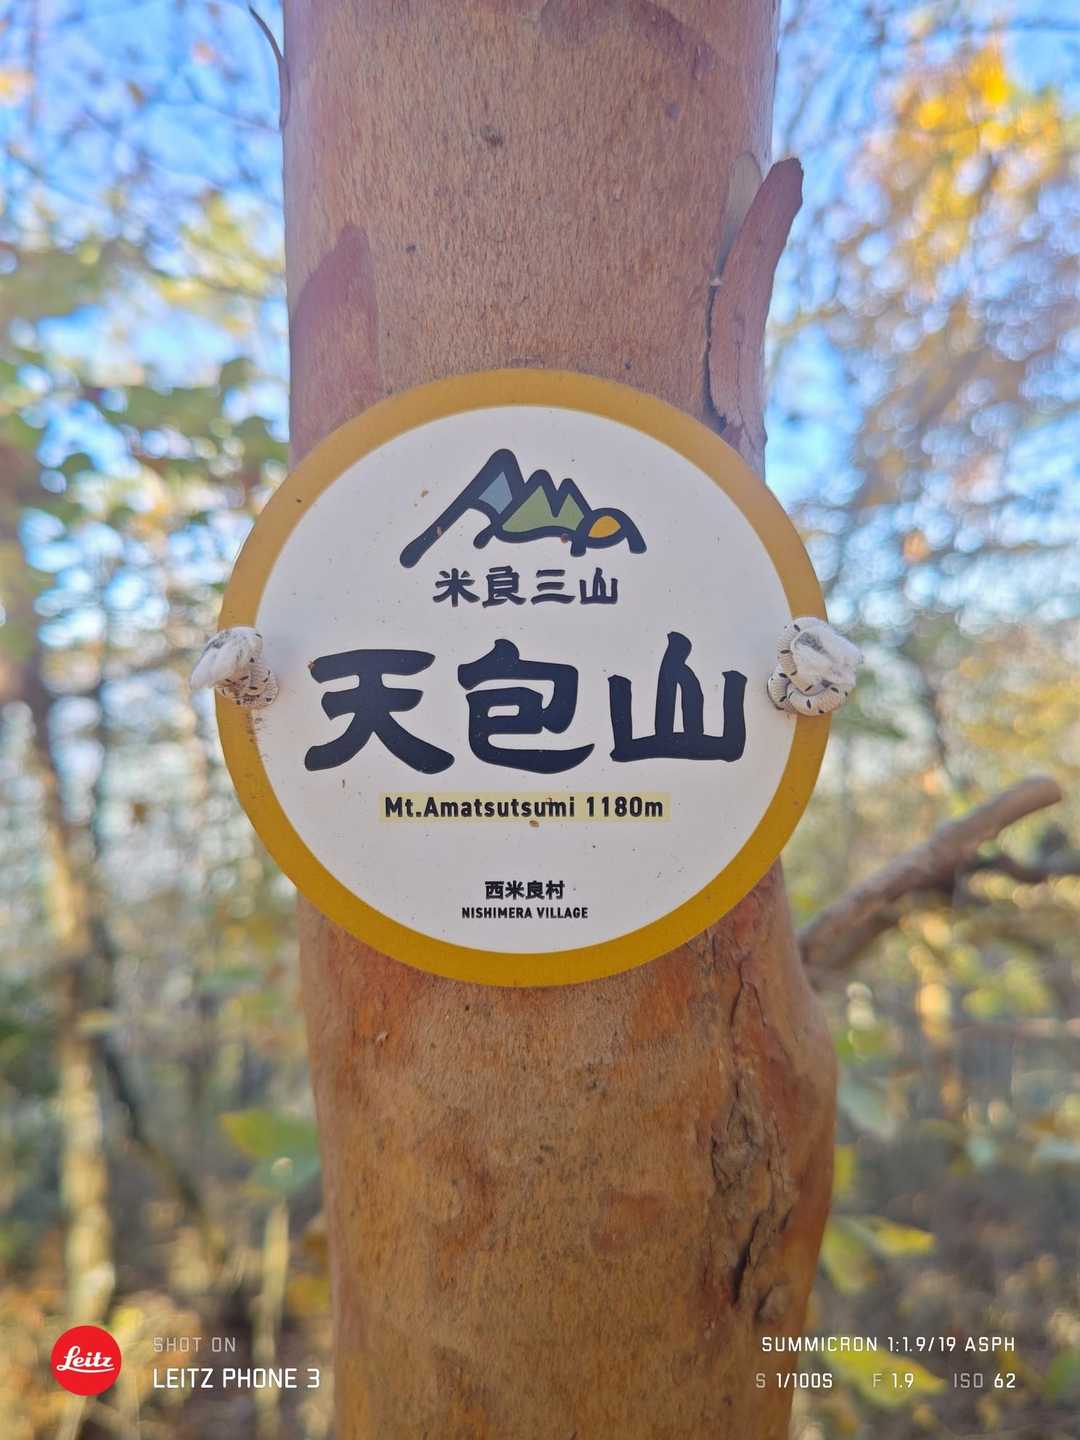 米良三山
天包山
Mt.Amatsutsumi 1180m
西米良村
NISHIMERA VILLAGE
Leitz
SHOT ON
LEITZ PHONE 3
SUMMICRON 1:1.9/19 ASPH
S 1/100S F 1.9 ISO 62